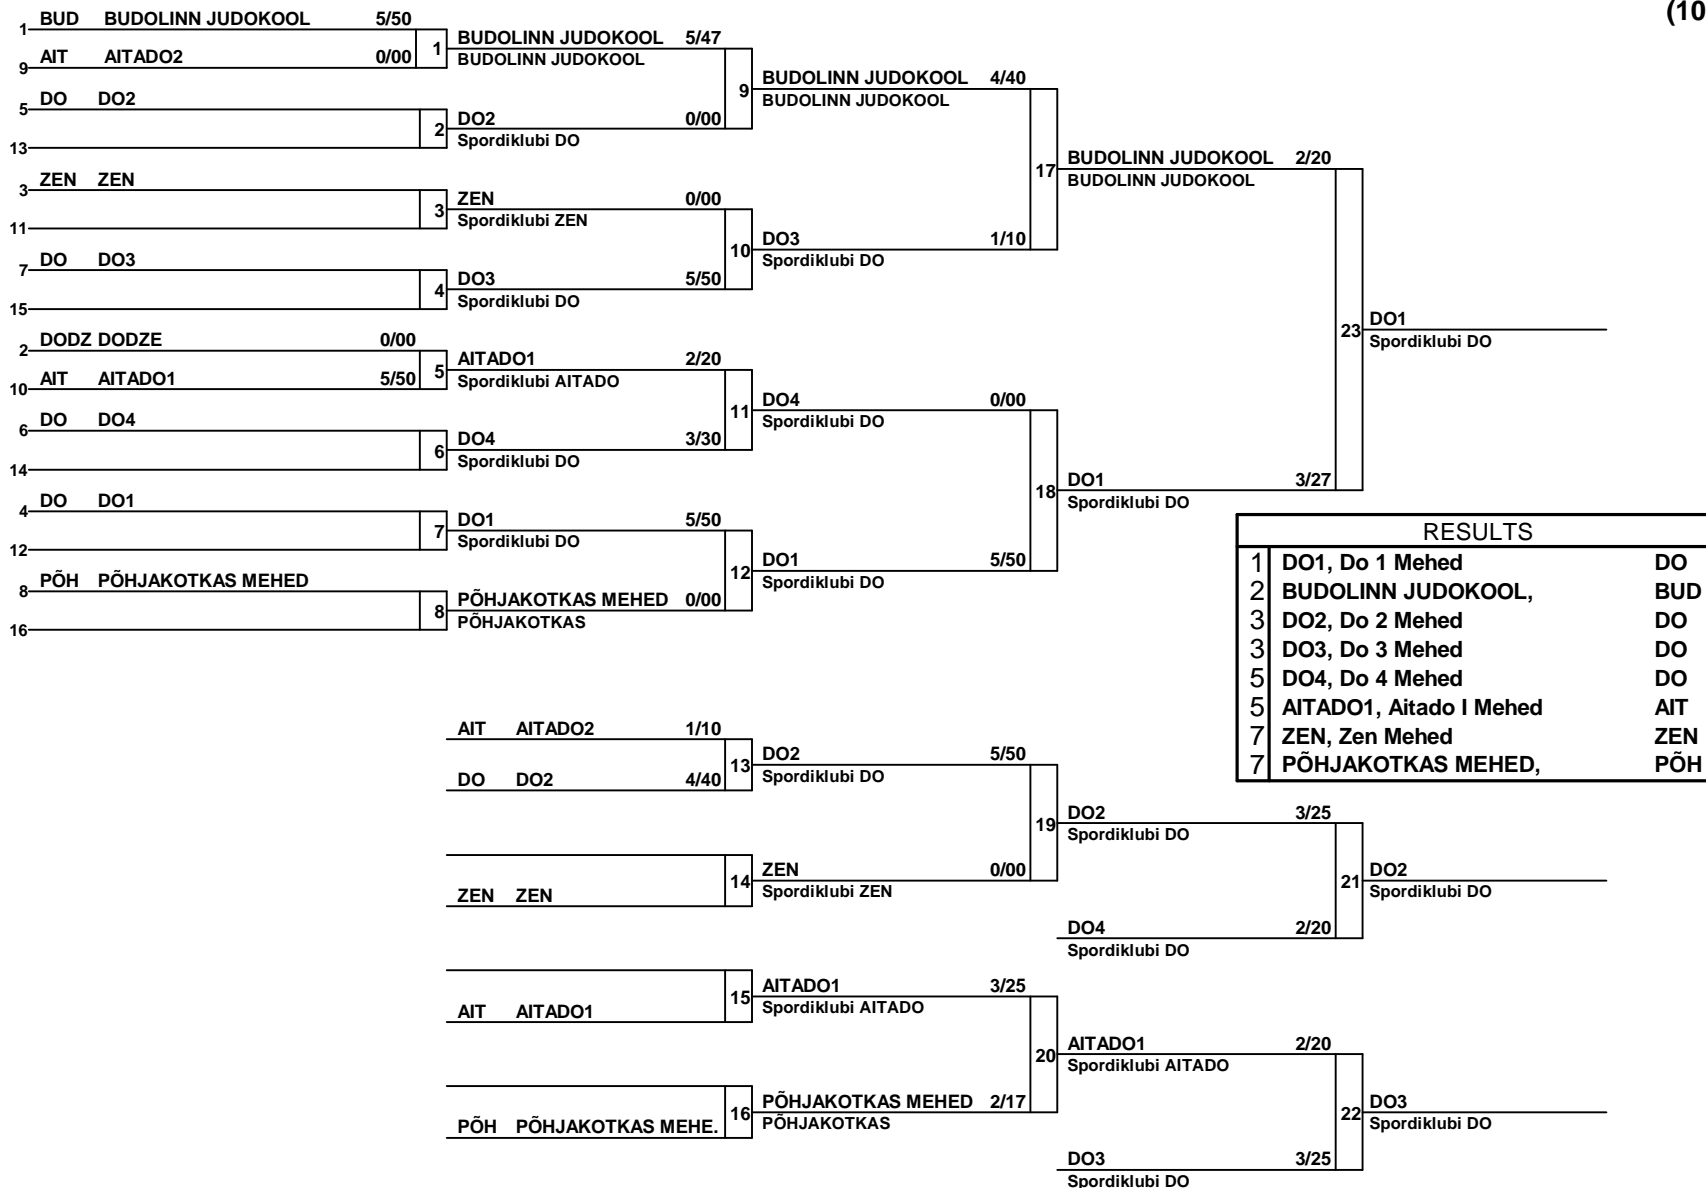 (10
1 BUD BUDOLINN JUDOKOOL 5/50
9 AIT AITADO2 0/00
1 BUDOLINN JUDOKOOL 5/47
BUDOLINN JUDOKOOL
5 DO DO2
13
2 DO2 0/00
Spordiklubi DO
9 BUDOLINN JUDOKOOL 4/40
BUDOLINN JUDOKOOL
3 ZEN ZEN
11
3 ZEN 0/00
Spordiklubi ZEN
7 DO DO3
15
4 DO3 5/50
Spordiklubi DO
10 DO3 1/10
Spordiklubi DO
17 BUDOLINN JUDOKOOL 2/20
BUDOLINN JUDOKOOL
2 DODZ DODZE 0/00
10 AIT AITADO1 5/50
5 AITADO1 2/20
Spordiklubi AITADO
6 DO DO4
14
6 DO4 3/30
Spordiklubi DO
11 DO4 0/00
Spordiklubi DO
4 DO DO1
12
7 DO1 5/50
Spordiklubi DO
8 PÕH PÕHJAKOTKAS MEHED
16
8 PÕHJAKOTKAS MEHED 0/00
PÕHJAKOTKAS
12 DO1 5/50
Spordiklubi DO
18 DO1 3/27
Spordiklubi DO
23 DO1
Spordiklubi DO
RESULTS
1 DO1, Do 1 Mehed DO
2 BUDOLINN JUDOKOOL, BUD
3 DO2, Do 2 Mehed DO
3 DO3, Do 3 Mehed DO
5 DO4, Do 4 Mehed DO
5 AITADO1, Aitado I Mehed AIT
7 ZEN, Zen Mehed ZEN
7 PÕHJAKOTKAS MEHED, PÕH
AIT AITADO2 1/10
DO DO2 4/40
13 DO2 5/50
Spordiklubi DO
ZEN ZEN
14 ZEN 0/00
Spordiklubi ZEN
19 DO2 3/25
Spordiklubi DO
DO4 2/20
Spordiklubi DO
21 DO2
Spordiklubi DO
AIT AITADO1
15 AITADO1 3/25
Spordiklubi AITADO
PÕH PÕHJAKOTKAS MEHE.
16 PÕHJAKOTKAS MEHED 2/17
PÕHJAKOTKAS
20 AITADO1 2/20
Spordiklubi AITADO
DO3 3/25
Spordiklubi DO
22 DO3
Spordiklubi DO